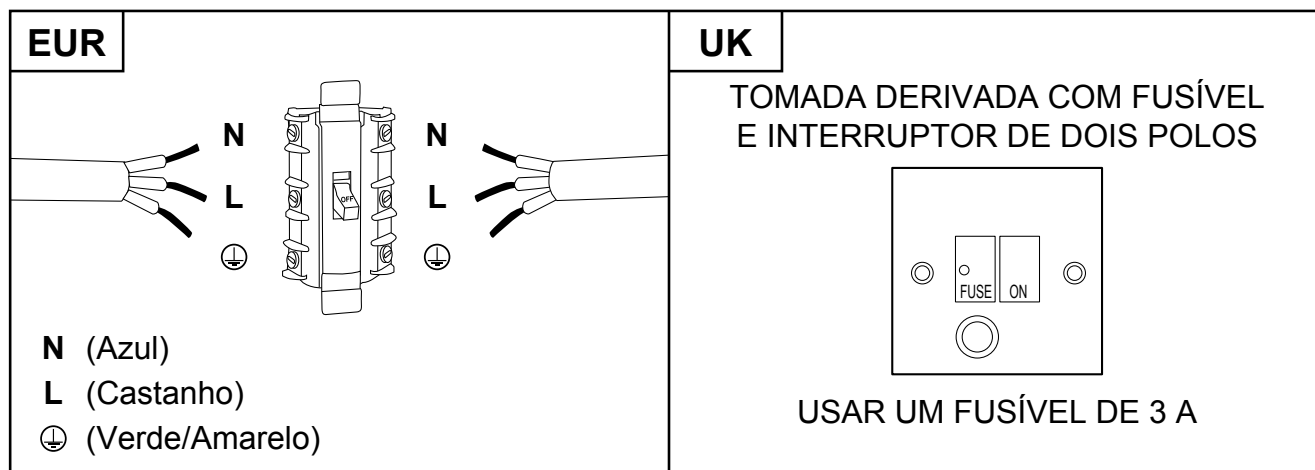 EUR
N
L
N
L
OFF
N (Azul)
L (Castanho)
⏚ (Verde/Amarelo)
UK
TOMADA DERIVADA COM FUSÍVEL
E INTERRUPTOR DE DOIS POLOS
FUSE ON
USAR UM FUSÍVEL DE 3 A